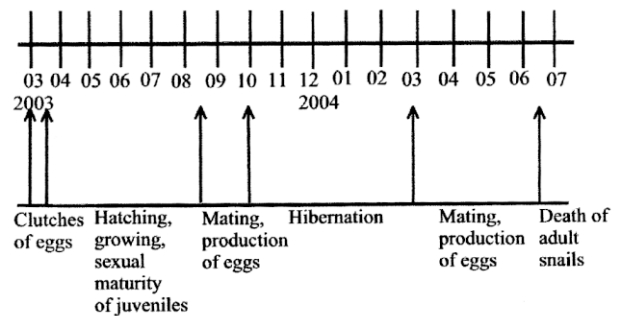 03 04 05 06 07 08 09 10 11 12 01 02 03 04 05 06 07
2003 2004
Clutches Hatching, Mating, Hibernation Mating, Death of
of eggs growing, production production adult
sexual of eggs of eggs snails
maturity
of juveniles